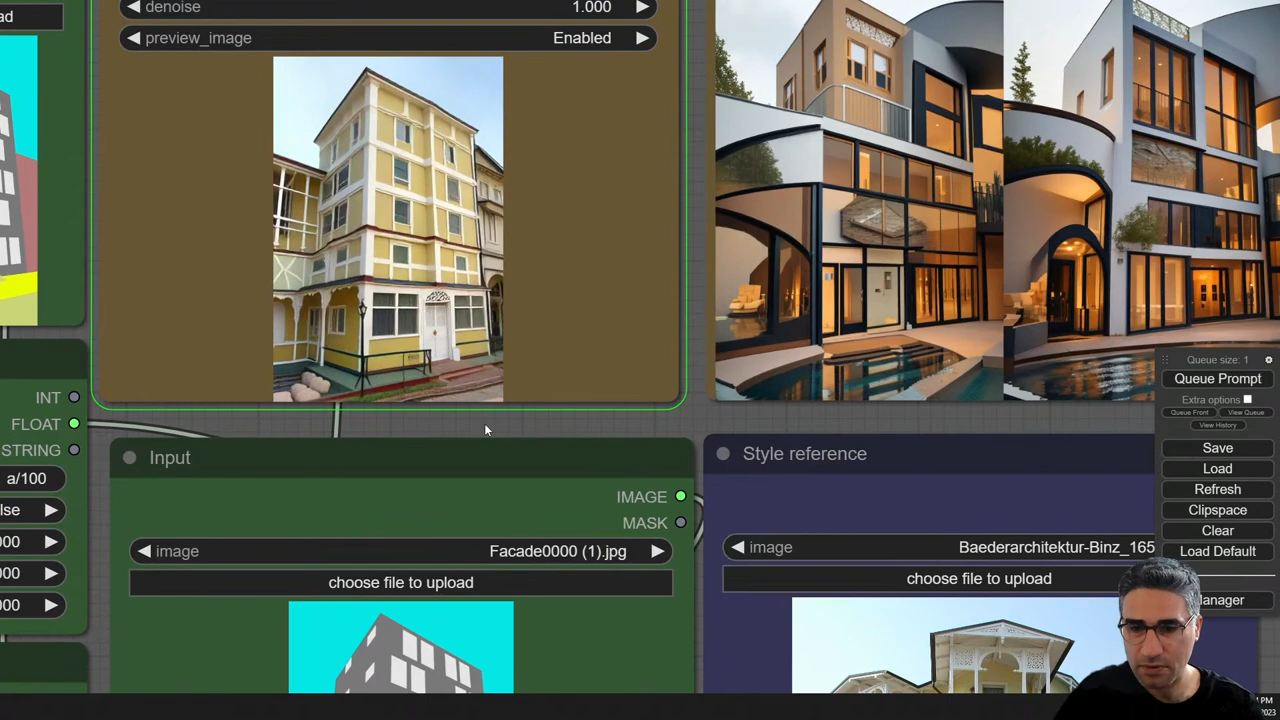 ad
denoise 1.000
preview_image Enabled
INT
FLOAT
STRING
a/100
lse
000
000
000
Input
IMAGE
MASK
image Facade0000 (1).jpg
choose file to upload
Style reference
image Baederarchitektur-Binz_165
choose file to upload
Queue size: 1
Queue Prompt
Extra options
Queue Front View Queue
View History
Save
Load
Refresh
Clipspace
Clear
Load Default
anager
PM
2023